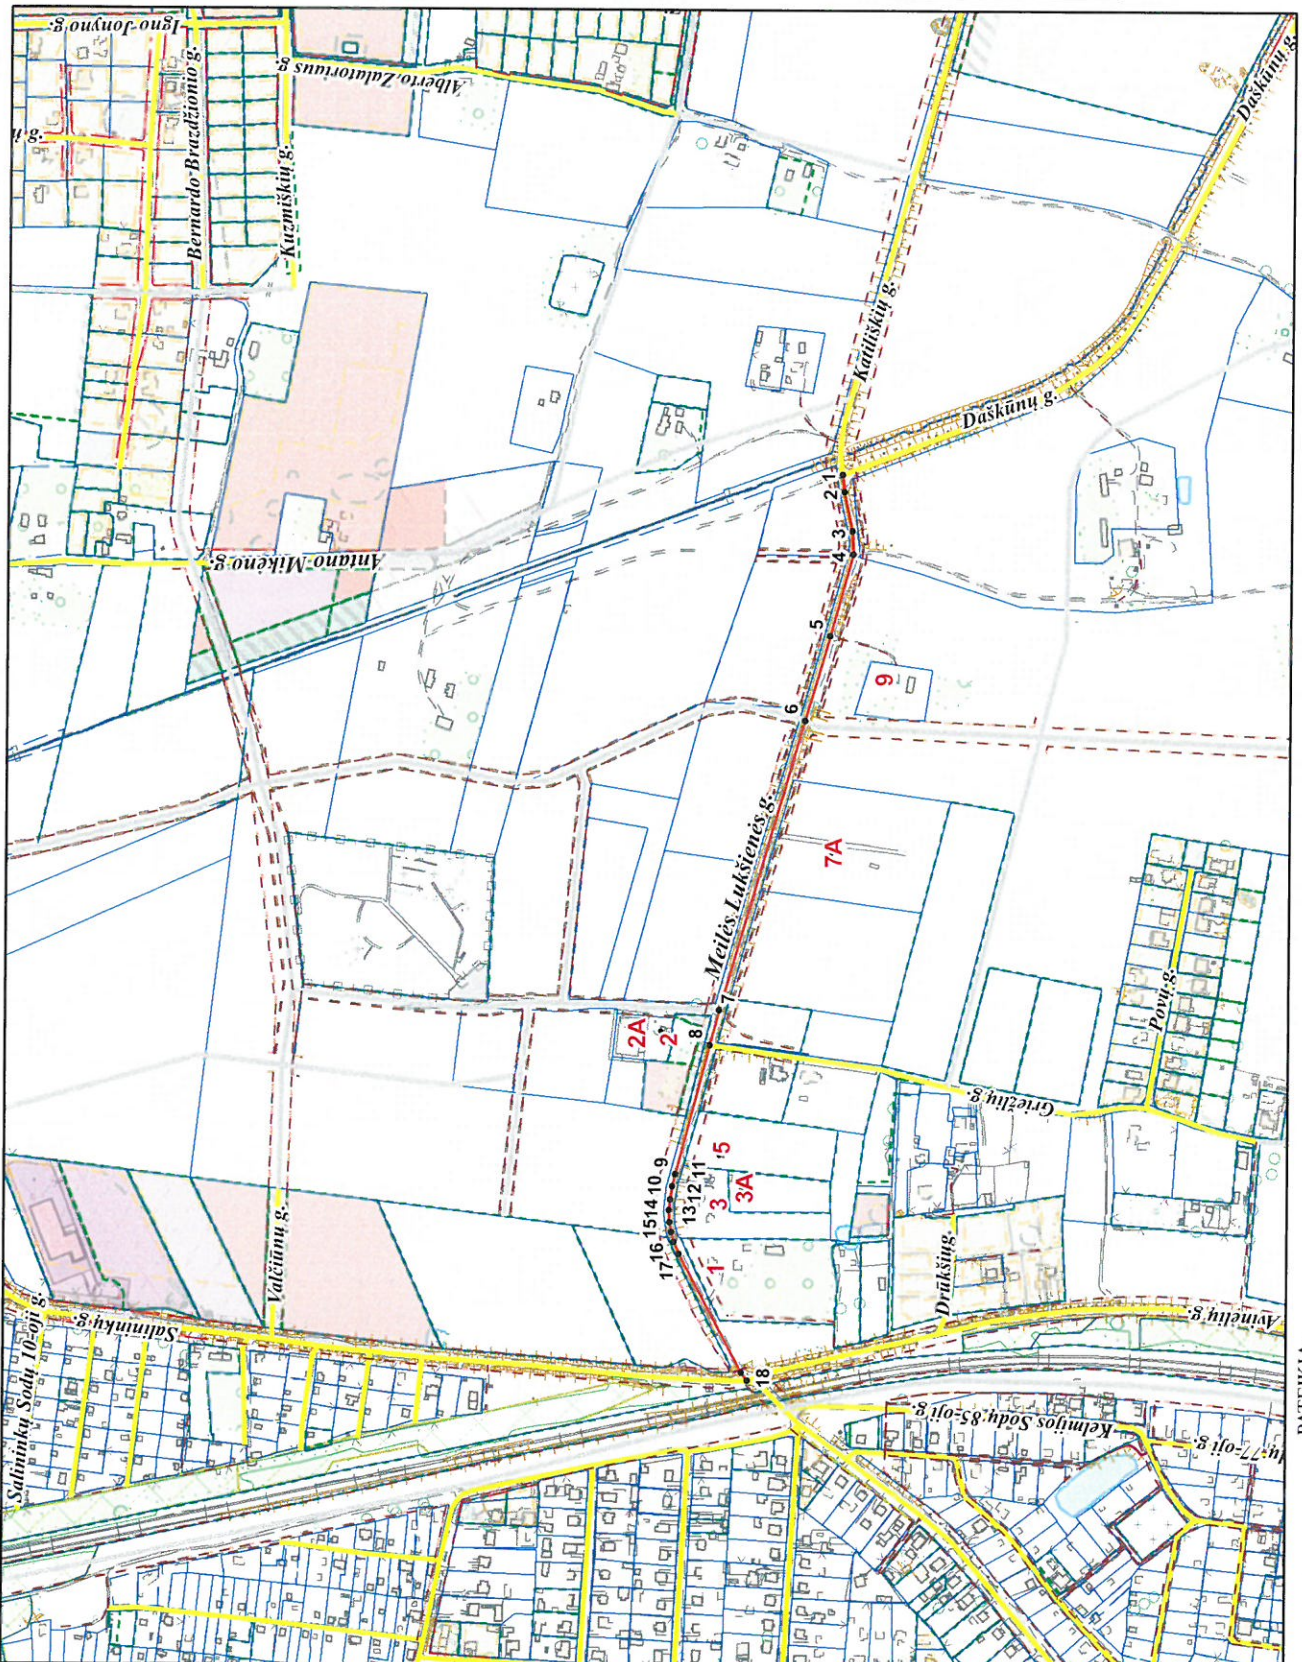 Igno Jonyno g.
Bernardo Brazdžionio g.
Kuzmiškių g.
Alberto Zalatoriaus g.
Katiliškių g.
Daškūnų g.
Daškūnų g.
Antano Mikėno g.
Meilės Lukšienės g.
1
2
3
4
5
6
7
8
9
10
11
12
13
14
15
16
17
18
9
7A
2A
2
5
3A
3
1
Povų g.
Griežlių g.
Drūkšių g.
Avinėlių g.
Valčiūnų g.
Salininkų g.
Salininkų Sodų 10-oji g.
Kelmijos Sodų 85-oji g.
77-oji g.